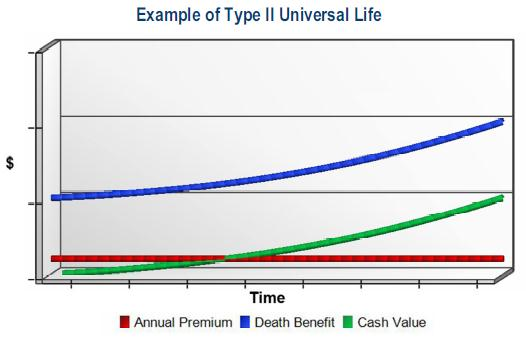 Example of Type II Universal Life
$
Time
Annual Premium Death Benefit Cash Value